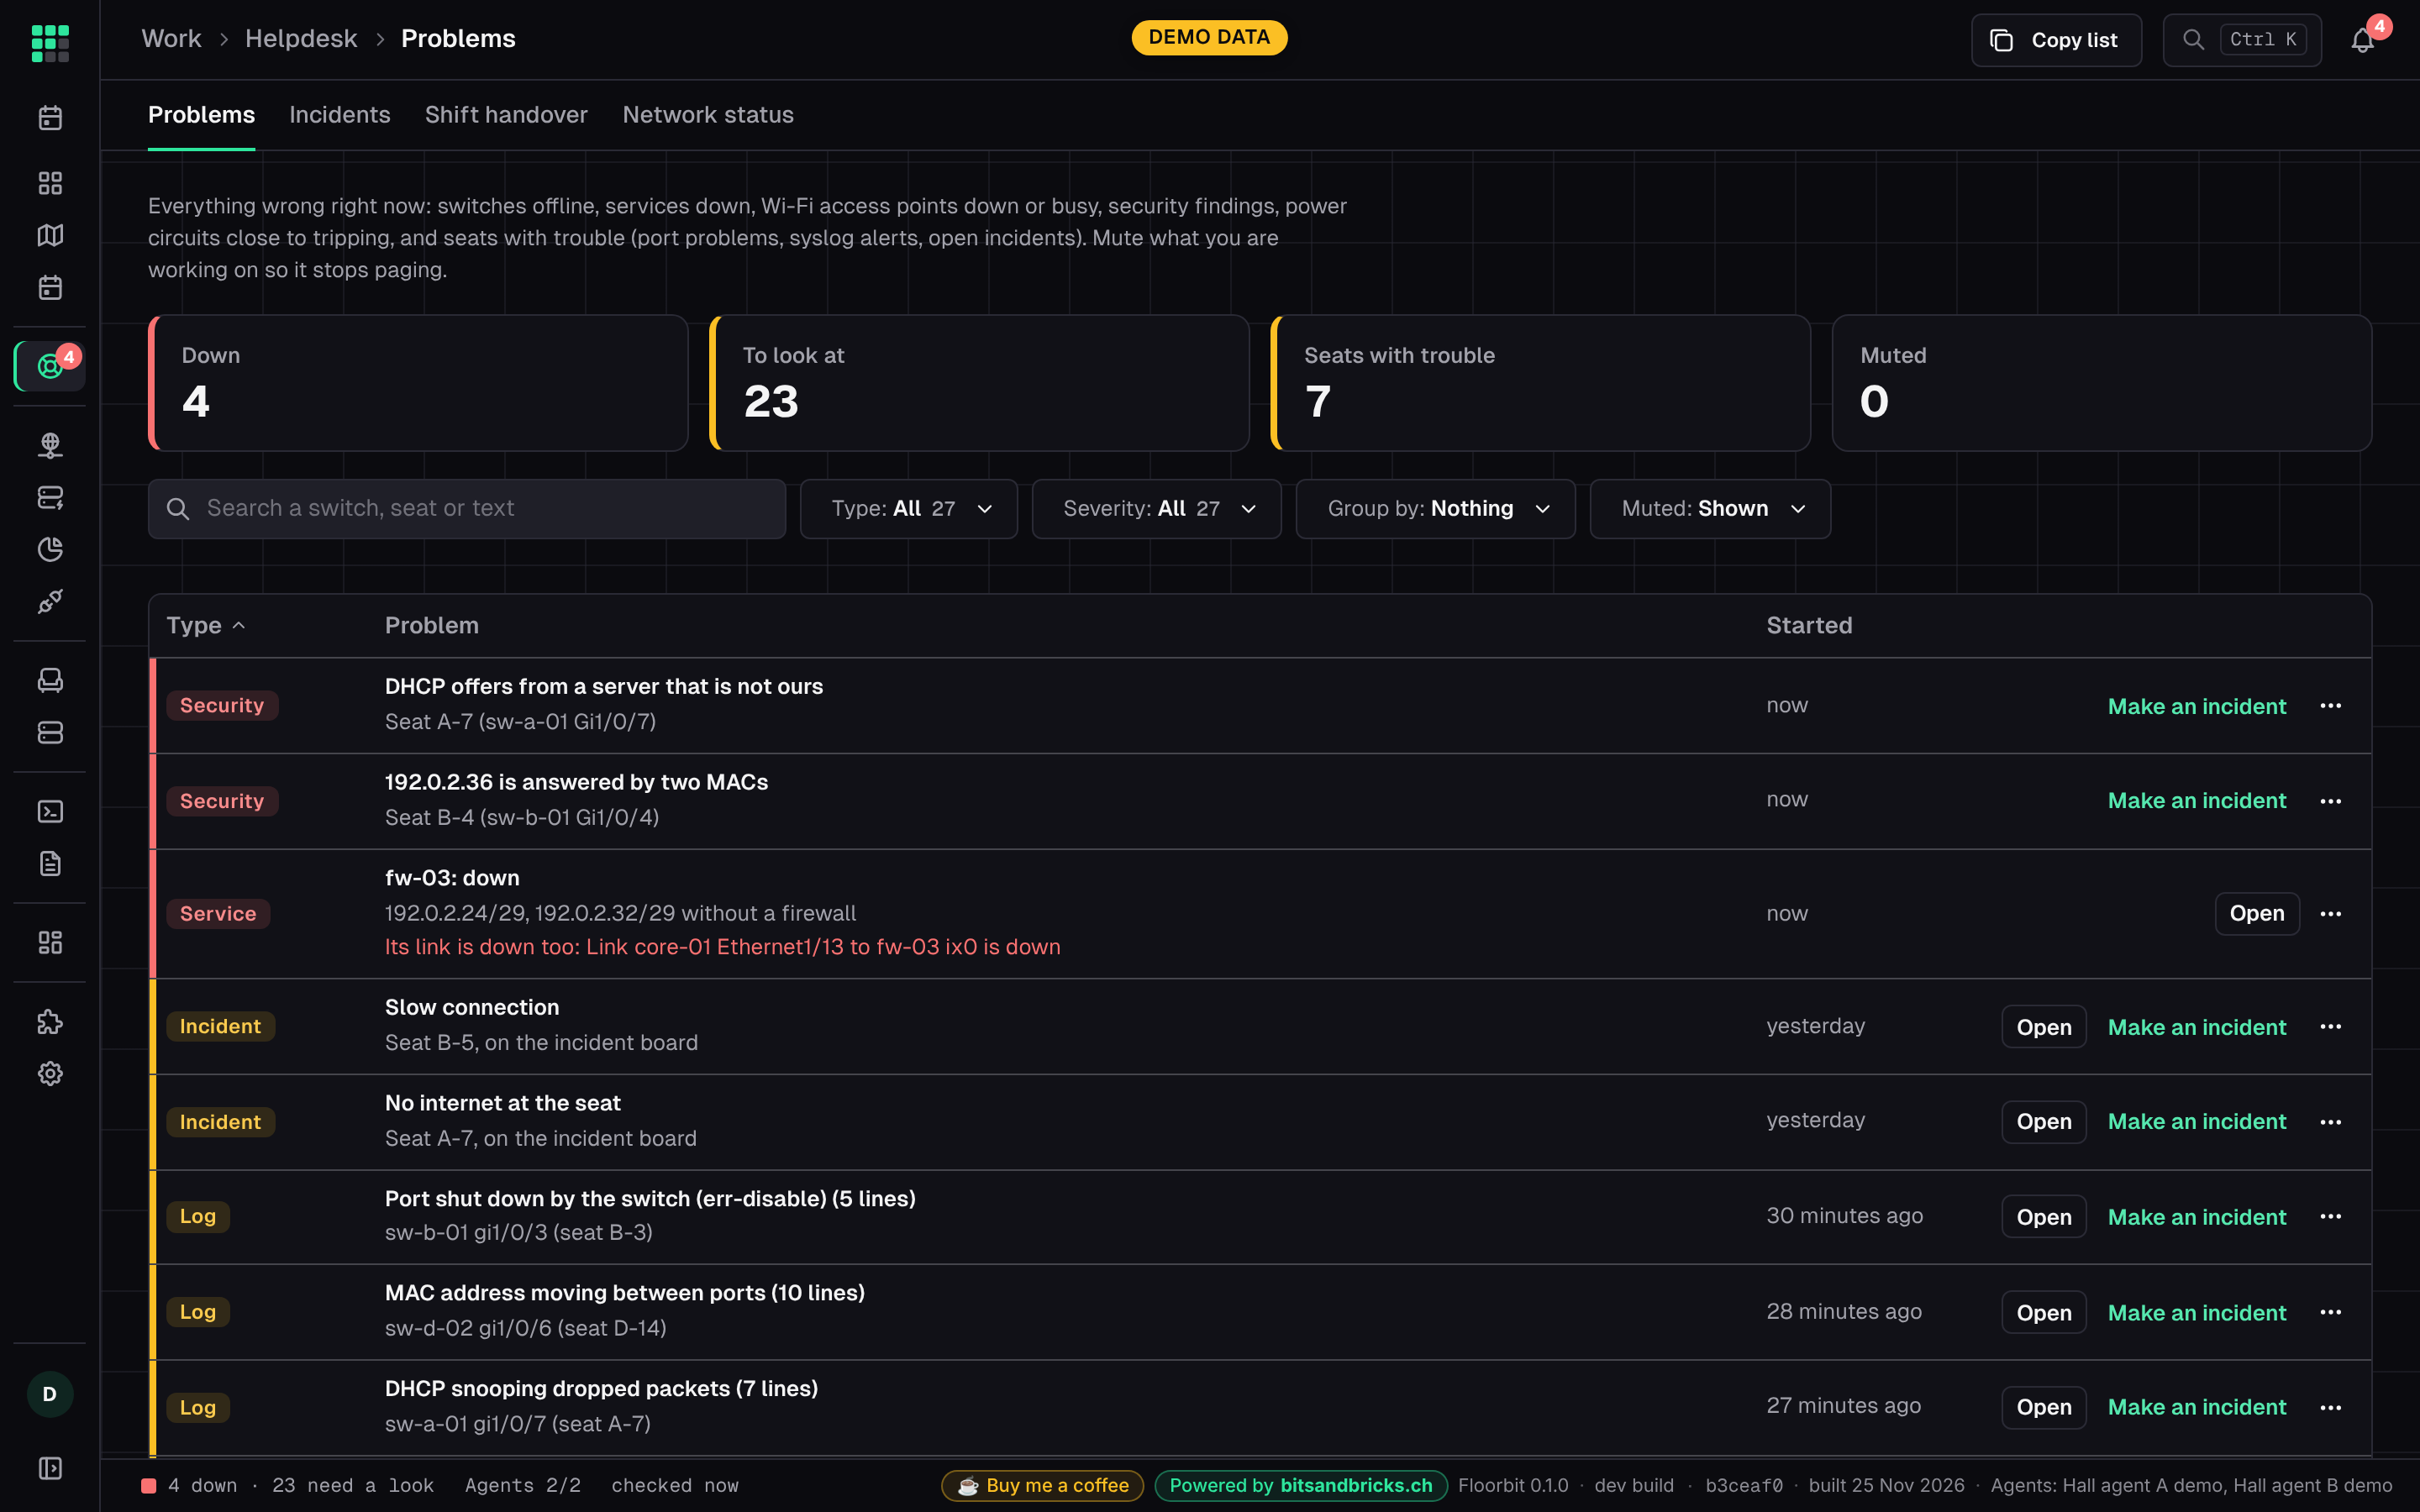 Work > Helpdesk > Problems
DEMO DATA
Copy list
Ctrl K
4
Problems
Incidents
Shift handover
Network status
Everything wrong right now: switches offline, services down, Wi-Fi access points down or busy, security findings, power
circuits close to tripping, and seats with trouble (port problems, syslog alerts, open incidents). Mute what you are
working on so it stops paging.
4
Down
4
To look at
23
Seats with trouble
7
Muted
0
Search a switch, seat or text
Type: All 27
Severity: All 27
Group by: Nothing
Muted: Shown
Type
Problem
Started
Security
DHCP offers from a server that is not ours
Seat A-7 (sw-a-01 Gi1/0/7)
now
Make an incident
Security
192.0.2.36 is answered by two MACs
Seat B-4 (sw-b-01 Gi1/0/4)
now
Make an incident
Service
fw-03: down
192.0.2.24/29, 192.0.2.32/29 without a firewall
Its link is down too: Link core-01 Ethernet1/13 to fw-03 ix0 is down
now
Open
Incident
Slow connection
Seat B-5, on the incident board
yesterday
Open
Make an incident
Incident
No internet at the seat
Seat A-7, on the incident board
yesterday
Open
Make an incident
Log
Port shut down by the switch (err-disable) (5 lines)
sw-b-01 gi1/0/3 (seat B-3)
30 minutes ago
Open
Make an incident
Log
MAC address moving between ports (10 lines)
sw-d-02 gi1/0/6 (seat D-14)
28 minutes ago
Open
Make an incident
Log
DHCP snooping dropped packets (7 lines)
sw-a-01 gi1/0/7 (seat A-7)
27 minutes ago
Open
Make an incident
D
4 down · 23 need a look
Agents 2/2
checked now
☕ Buy me a coffee
Powered by bitsandbricks.ch
Floorbit 0.1.0 · dev build · b3ceaf0 · built 25 Nov 2026 · Agents: Hall agent A demo, Hall agent B demo